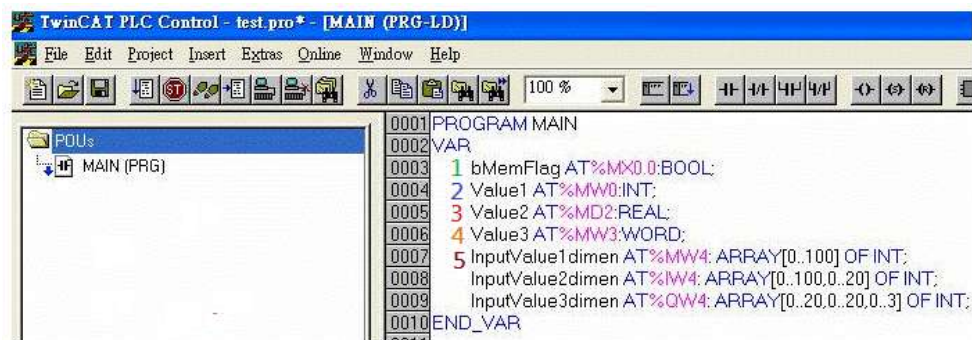 TwinCAT PLC Control - test.pro* - [MAIN (PRG-LD)]
File Edit Project Insert Extras Online Window Help
STOP 100 %
POUs
MAIN (PRG)
0001 PROGRAM MAIN
0002 VAR
0003 1 bMemFlag AT%MX0.0:BOOL;
0004 2 Value1 AT%MW0:INT;
0005 3 Value2 AT%MD2:REAL;
0006 4 Value3 AT%MW3:WORD;
0007 5 InputValue1dimen AT%MW4: ARRAY[0..100] OF INT;
0008 InputValue2dimen AT%IW4: ARRAY[0..100,0..20] OF INT;
0009 InputValue3dimen AT%QW4: ARRAY[0..20,0..20,0..3] OF INT;
0010 END_VAR